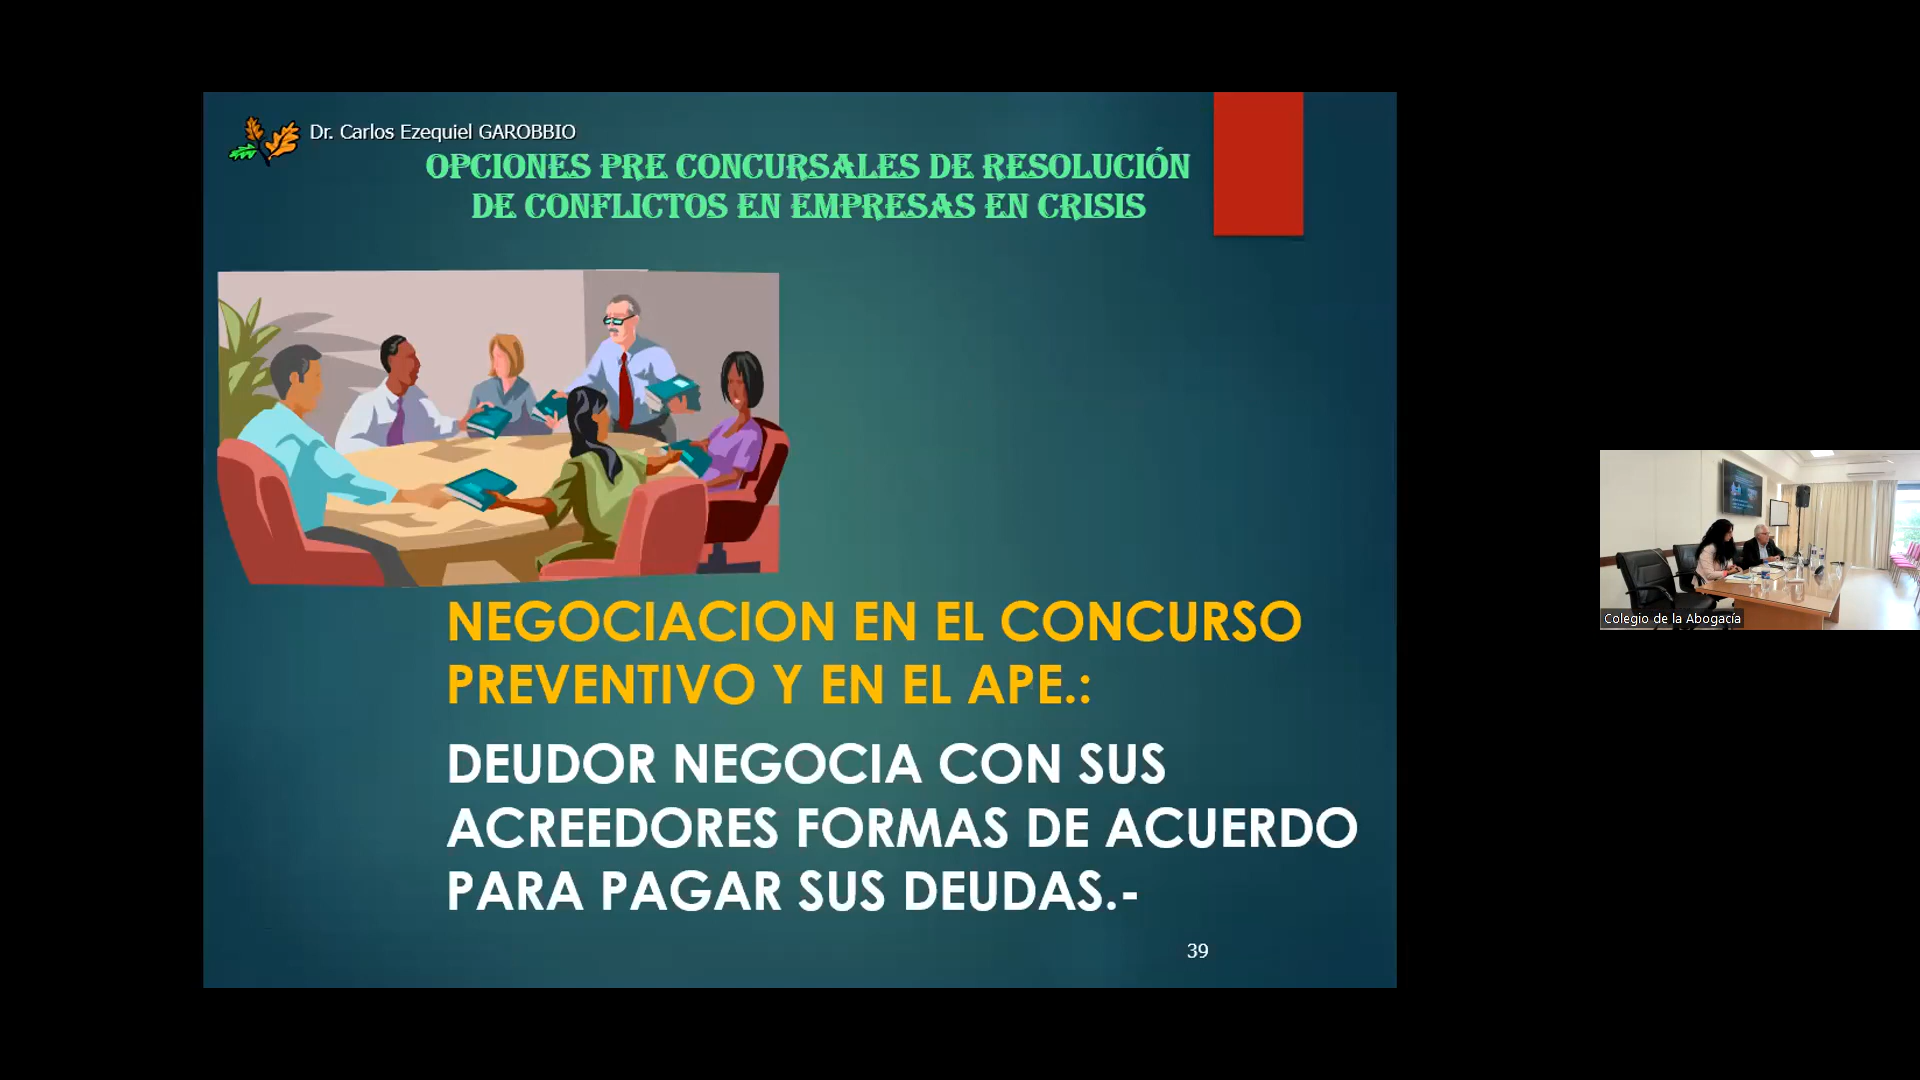 Dr. Carlos Ezequiel GAROBBIO
OPCIONES PRE CONCURSALES DE RESOLUCIÓN
DE CONFLICTOS EN EMPRESAS EN CRISIS
NEGOCIACION EN EL CONCURSO
PREVENTIVO Y EN EL APE.:
DEUDOR NEGOCIA CON SUS
ACREEDORES FORMAS DE ACUERDO
PARA PAGAR SUS DEUDAS.-
39
Colegio de la Abogacía